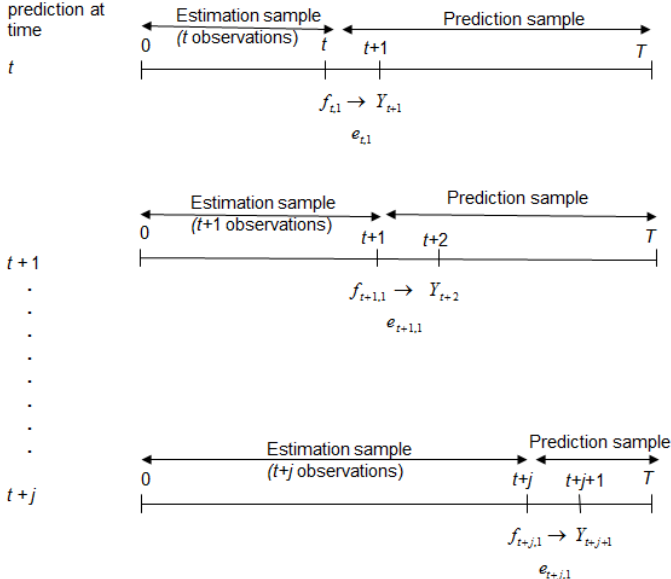 prediction at
time
Estimation sample
(t observations)
Prediction sample
0 t t+1 T
t
f_{t,1} → Y_{t+1}
e_{t,1}
Estimation sample
(t+1 observations)
Prediction sample
0 t+1 t+2 T
t + 1
f_{t+1,1} → Y_{t+2}
e_{t+1,1}
Estimation sample
(t+j observations)
Prediction sample
0 t+j t+j+1 T
t + j
f_{t+j,1} → Y_{t+j+1}
e_{t+j,1}